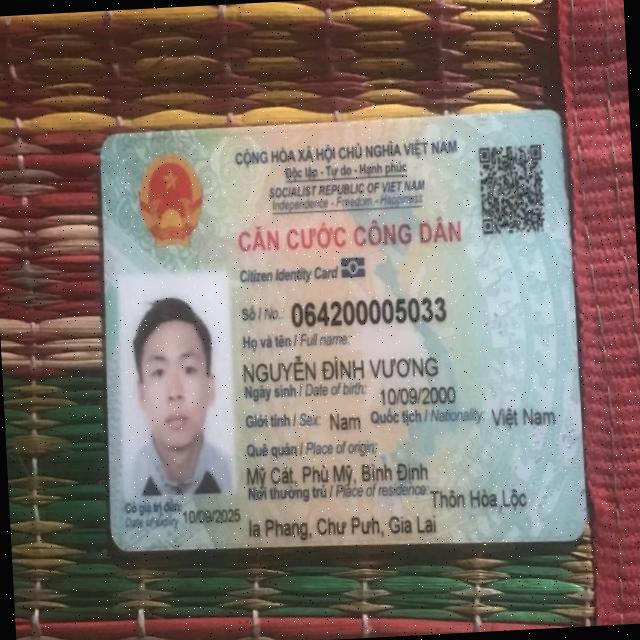 CỘNG HÒA XÃ HỘI CHỦ NGHĨA VIỆT NAM
Độc lập - Tự do - Hạnh phúc
SOCIALIST REPUBLIC OF VIET NAM
Independence - Freedom - Happiness
CĂN CƯỚC CÔNG DÂN
Citizen Identity Card
Số / No.: 064200005033
Họ và tên / Full name:
NGUYỄN ĐÌNH VƯƠNG
Ngày sinh / Date of birth: 10/09/2000
Giới tính / Sex: Nam Quốc tịch / Nationality: Việt Nam
Quê quán / Place of origin:
Mỹ Cát, Phù Mỹ, Bình Định
Nơi thường trú / Place of residence: Thôn Hòa Lộc
Ia Phang, Chư Pưh, Gia Lai
Có giá trị đến:
Date of expiry 10/09/2025